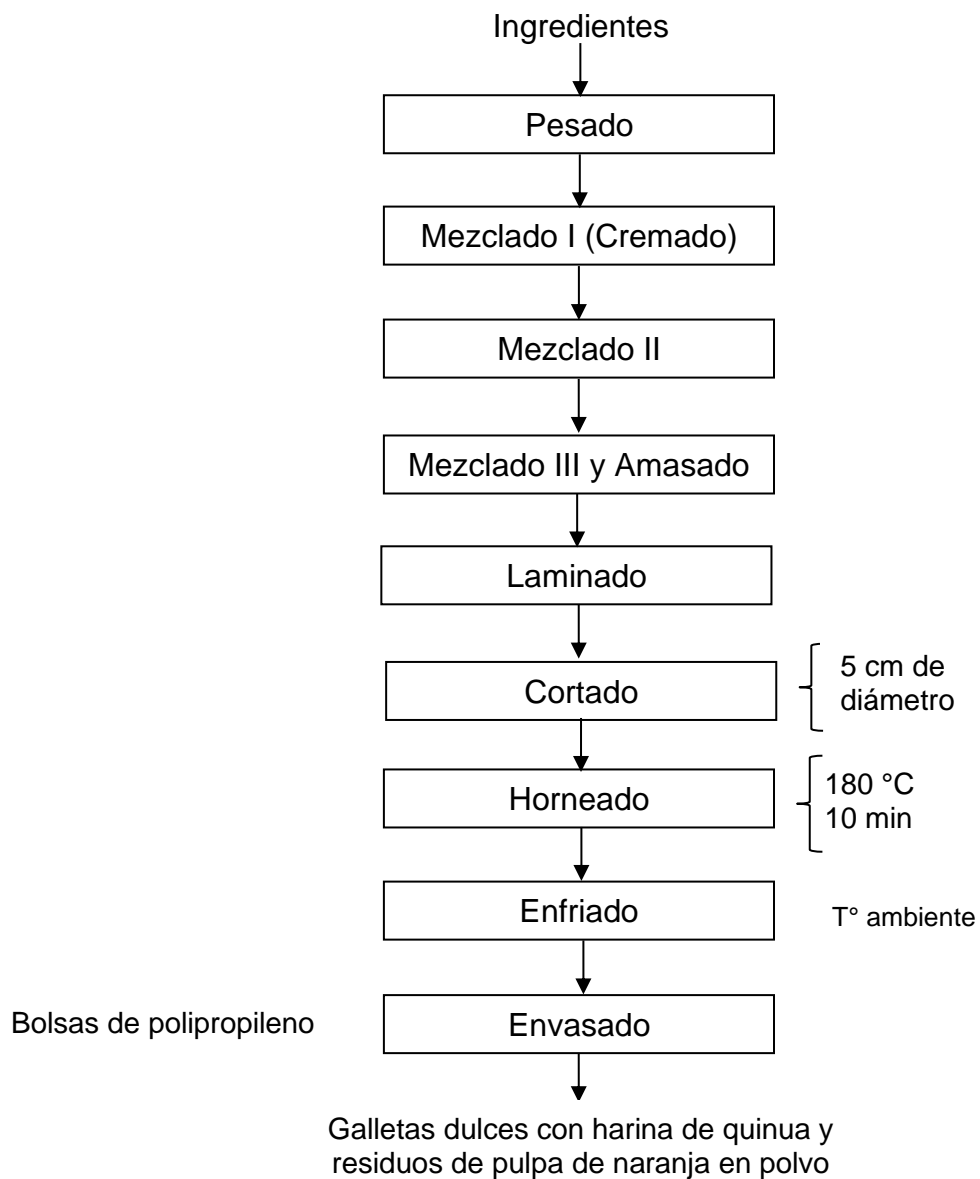 Ingredientes
Pesado
Mezclado I (Cremado)
Mezclado II
Mezclado III y Amasado
Laminado
Cortado
5 cm de
diámetro
Horneado
180 °C
10 min
Enfriado
T° ambiente
Bolsas de polipropileno
Envasado
Galletas dulces con harina de quinua y
residuos de pulpa de naranja en polvo